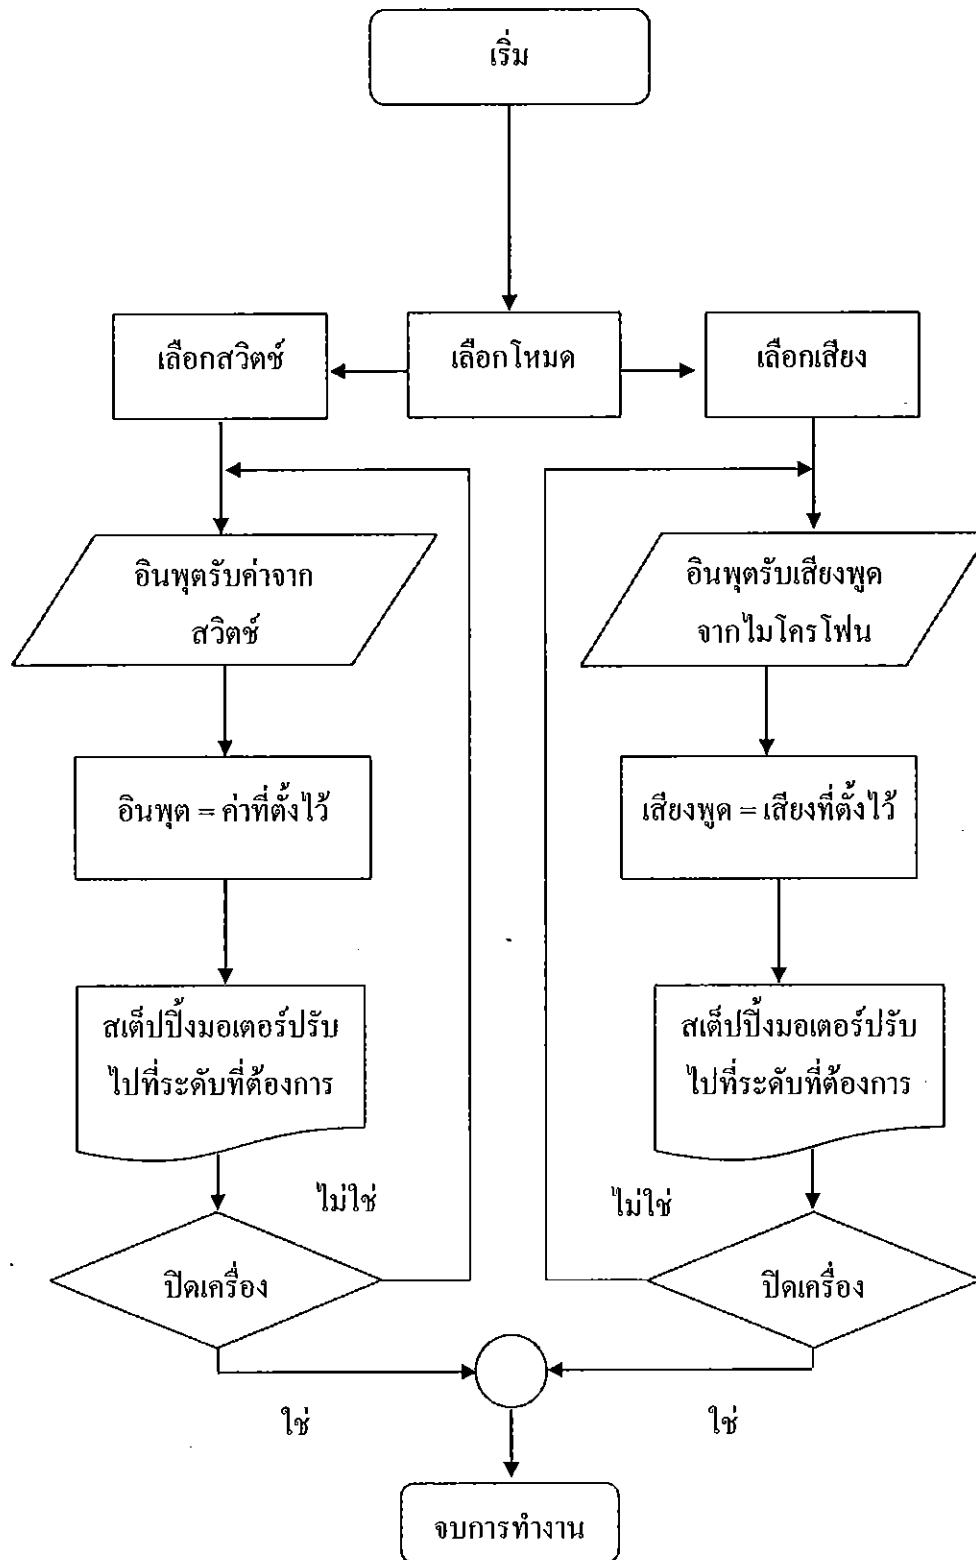 เริ่ม
เลือกสวิตช์
เลือกโหมด
เลือกเสียง
อินพุตรับค่าจาก
สวิตช์
อินพุตรับเสียงพูด
จากไมโครโฟน
อินพุต = ค่าที่ตั้งไว้
เสียงพูด = เสียงที่ตั้งไว้
สเต็ปปิ้งมอเตอร์ปรับ
ไปที่ระดับที่ต้องการ
สเต็ปปิ้งมอเตอร์ปรับ
ไปที่ระดับที่ต้องการ
ไม่ใช่
ไม่ใช่
ปิดเครื่อง
ปิดเครื่อง
ใช่
ใช่
จบการทำงาน